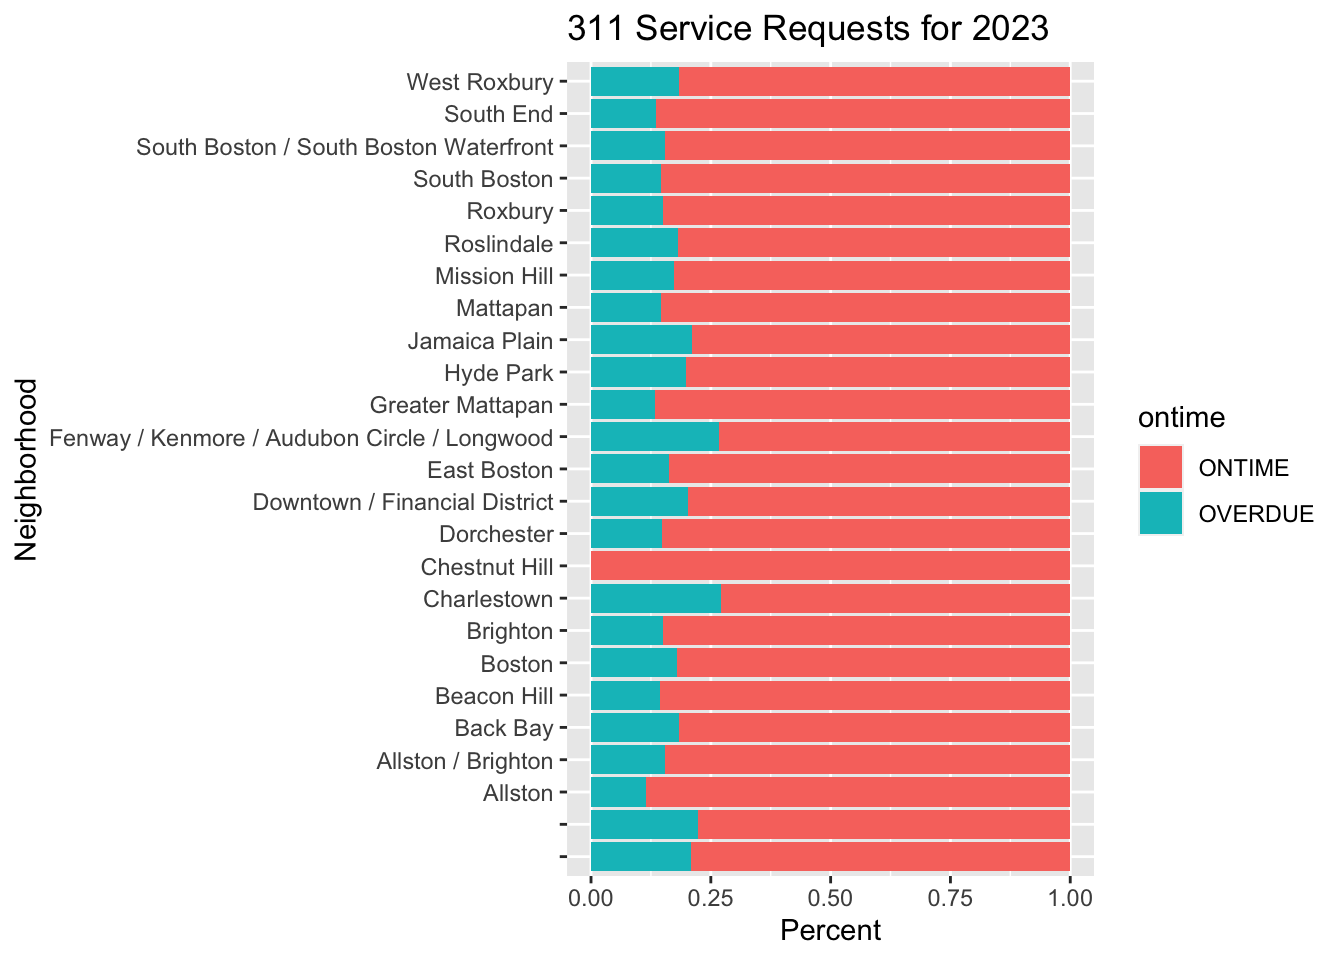 311 Service Requests for 2023
West Roxbury
South End
South Boston / South Boston Waterfront
South Boston
Roxbury
Roslindale
Mission Hill
Mattapan
Jamaica Plain
Hyde Park
Greater Mattapan
Fenway / Kenmore / Audubon Circle / Longwood
East Boston
Downtown / Financial District
Dorchester
Chestnut Hill
Charlestown
Brighton
Boston
Beacon Hill
Back Bay
Allston / Brighton
Allston
Neighborhood
0.00 0.25 0.50 0.75 1.00
Percent
ontime
ONTIME
OVERDUE